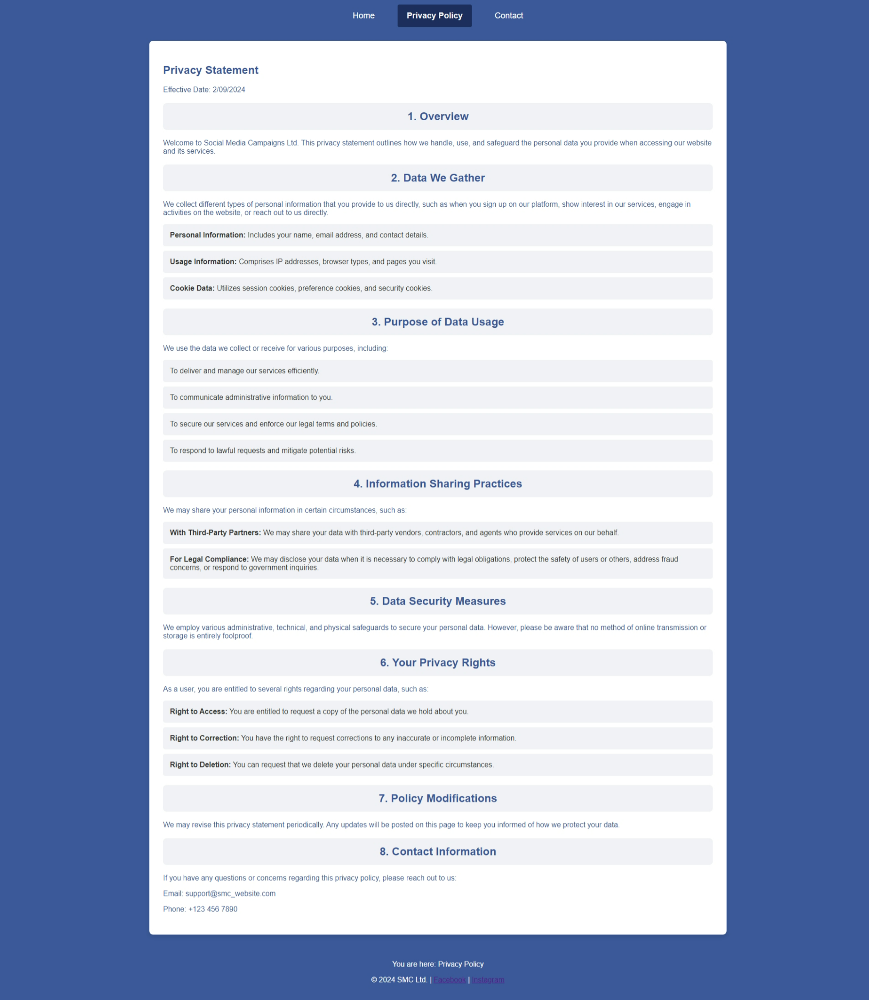 Home Privacy Policy Contact
Privacy Statement
Effective Date: 2/09/2024
1. Overview
Welcome to Social Media Campaigns Ltd. This privacy statement outlines how we handle, use, and safeguard the personal data you provide when accessing our website
and its services.
2. Data We Gather
We collect different types of personal information that you provide to us directly, such as when you sign up on our platform, show interest in our services, engage in
activities on the website, or reach out to us directly.
Personal Information: Includes your name, email address, and contact details.
Usage Information: Comprises IP addresses, browser types, and pages you visit.
Cookie Data: Utilizes session cookies, preference cookies, and security cookies.
3. Purpose of Data Usage
We use the data we collect or receive for various purposes, including:
To deliver and manage our services efficiently.
To communicate administrative information to you.
To secure our services and enforce our legal terms and policies.
To respond to lawful requests and mitigate potential risks.
4. Information Sharing Practices
We may share your personal information in certain circumstances, such as:
With Third-Party Partners: We may share your data with third-party vendors, contractors, and agents who provide services on our behalf.
For Legal Compliance: We may disclose your data when it is necessary to comply with legal obligations, protect the safety of users or others, address fraud
concerns, or respond to government inquiries.
5. Data Security Measures
We employ various administrative, technical, and physical safeguards to secure your personal data. However, please be aware that no method of online transmission or
storage is entirely foolproof.
6. Your Privacy Rights
As a user, you are entitled to several rights regarding your personal data, such as:
Right to Access: You are entitled to request a copy of the personal data we hold about you.
Right to Correction: You have the right to request corrections to any inaccurate or incomplete information.
Right to Deletion: You can request that we delete your personal data under specific circumstances.
7. Policy Modifications
We may revise this privacy statement periodically. Any updates will be posted on this page to keep you informed of how we protect your data.
8. Contact Information
If you have any questions or concerns regarding this privacy policy, please reach out to us:
Email: support@smc_website.com
Phone: +123 456 7890
You are here: Privacy Policy
© 2024 SMC Ltd. | Facebook | Instagram